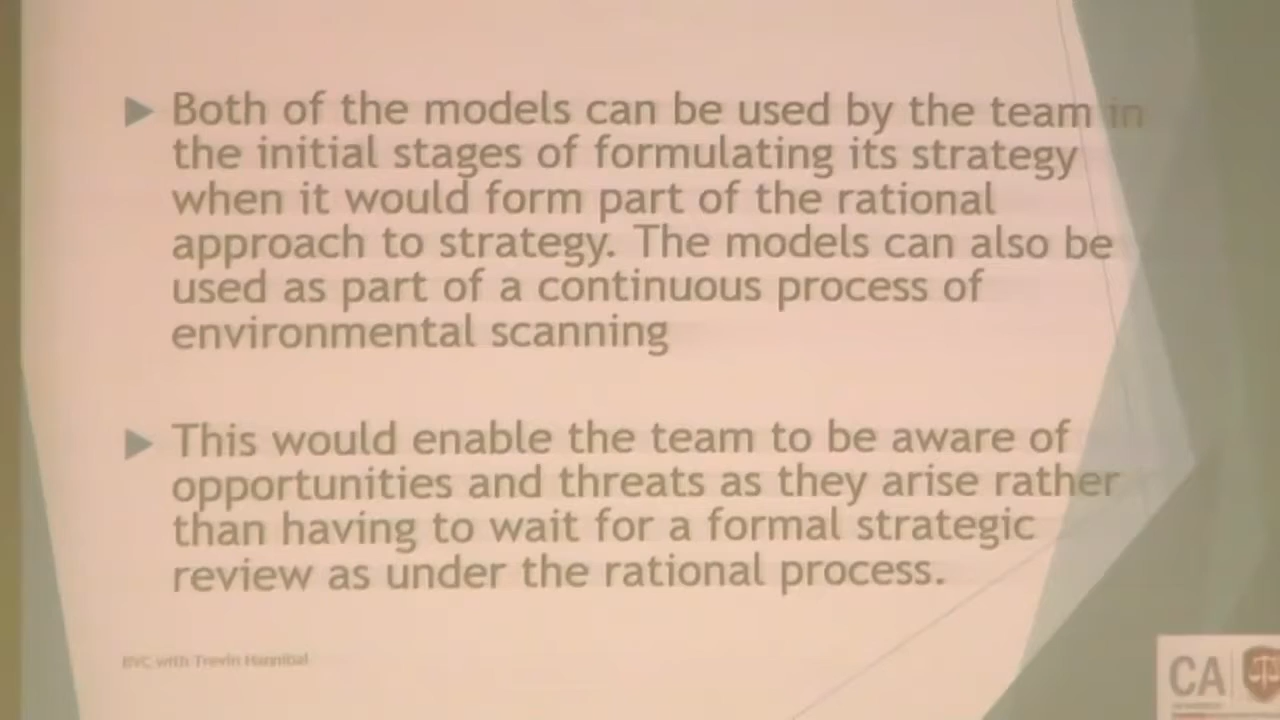 Both of the models can be used by the team in
the initial stages of formulating its strategy
when it would form part of the rational
approach to strategy. The models can also be
used as part of a continuous process of
environmental scanning
This would enable the team to be aware of
opportunities and threats as they arise rather
than having to wait for a formal strategic
review as under the rational process.
with Trevin Hannibal
CA